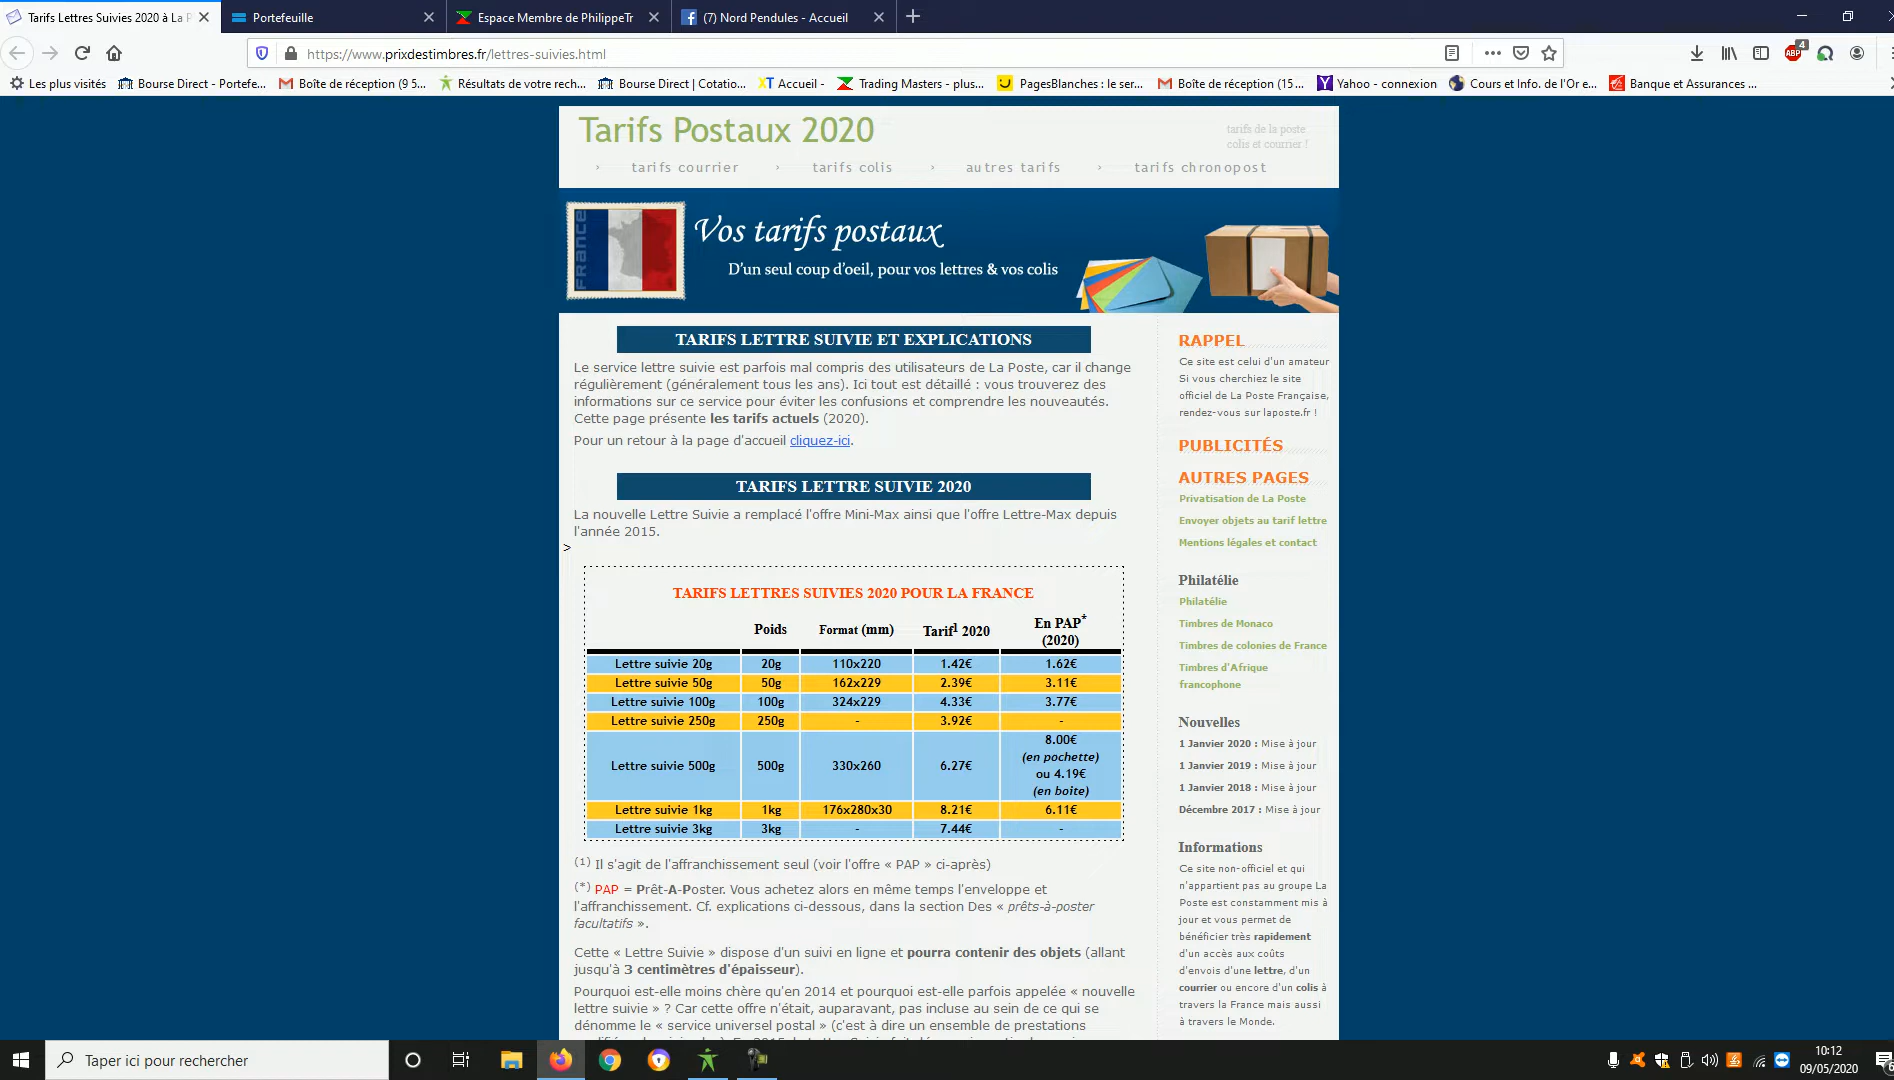 Tarifs Lettres Suivies 2020 à La P
Portefeuille
Espace Membre de PhilippeTr
(7) Nord Pendules - Accueil
https://www.prixdestimbres.fr/lettres-suivies.html
ABP
4
Les plus visités
Bourse Direct - Portefe...
Boîte de réception (9 5...
Résultats de votre rech...
Bourse Direct | Cotatio...
XT Accueil -
Trading Masters - plus...
PagesBlanches : le ser...
Boîte de réception (15 ...
Yahoo - connexion
Cours et Info. de l'Or e...
Banque et Assurances ...
Tarifs Postaux 2020
tarifs de la poste
colis et courrier !
› tarifs courrier › tarifs colis › autres tarifs › tarifs chronopost
FRANCE
Vos tarifs postaux
D'un seul coup d'oeil, pour vos lettres & vos colis
TARIFS LETTRE SUIVIE ET EXPLICATIONS
Le service lettre suivie est parfois mal compris des utilisateurs de La Poste, car il change
régulièrement (généralement tous les ans). Ici tout est détaillé : vous trouverez des
informations sur ce service pour éviter les confusions et comprendre les nouveautés.
Cette page présente les tarifs actuels (2020).
Pour un retour à la page d'accueil cliquez-ici.
TARIFS LETTRE SUIVIE 2020
La nouvelle Lettre Suivie a remplacé l'offre Mini-Max ainsi que l'offre Lettre-Max depuis
l'année 2015.
>
TARIFS LETTRES SUIVIES 2020 POUR LA FRANCE
Poids Format (mm) Tarif1 2020 En PAP*
(2020)
Lettre suivie 20g 20g 110x220 1.42€ 1.62€
Lettre suivie 50g 50g 162x229 2.39€ 3.11€
Lettre suivie 100g 100g 324x229 4.33€ 3.77€
Lettre suivie 250g 250g - 3.92€ -
Lettre suivie 500g 500g 330x260 6.27€ 8.00€
(en pochette)
ou 4.19€
(en boite)
Lettre suivie 1kg 1kg 176x280x30 8.21€ 6.11€
Lettre suivie 3kg 3kg - 7.44€ -
(1) Il s'agit de l'affranchissement seul (voir l'offre « PAP » ci-après)
(*) PAP = Prêt-A-Poster. Vous achetez alors en même temps l'enveloppe et
l'affranchissement. Cf. explications ci-dessous, dans la section Des « prêts-à-poster
facultatifs ».
Cette « Lettre Suivie » dispose d'un suivi en ligne et pourra contenir des objets (allant
jusqu'à 3 centimètres d'épaisseur).
Pourquoi est-elle moins chère qu'en 2014 et pourquoi est-elle parfois appelée « nouvelle
lettre suivie » ? Car cette offre n'était, auparavant, pas incluse au sein de ce qui se
dénomme le « service universel postal » (c'est à dire un ensemble de prestations
RAPPEL
Ce site est celui d'un amateur
Si vous cherchiez le site
officiel de La Poste Française,
rendez-vous sur laposte.fr !
PUBLICITÉS
AUTRES PAGES
Privatisation de La Poste
Envoyer objets au tarif lettre
Mentions légales et contact
Philatélie
Philatélie
Timbres de Monaco
Timbres de colonies de France
Timbres d'Afrique
francophone
Nouvelles
1 Janvier 2020 : Mise à jour
1 Janvier 2019 : Mise à jour
1 Janvier 2018 : Mise à jour
Décembre 2017 : Mise à jour
Informations
Ce site non-officiel et qui
n'appartient pas au groupe La
Poste est constamment mis à
jour et vous permet de
bénéficier très rapidement
d'un accès aux coûts
d'envois d'une lettre, d'un
courrier ou encore d'un colis à
travers la France mais aussi
à travers le Monde.
Taper ici pour rechercher
10:12
09/05/2020